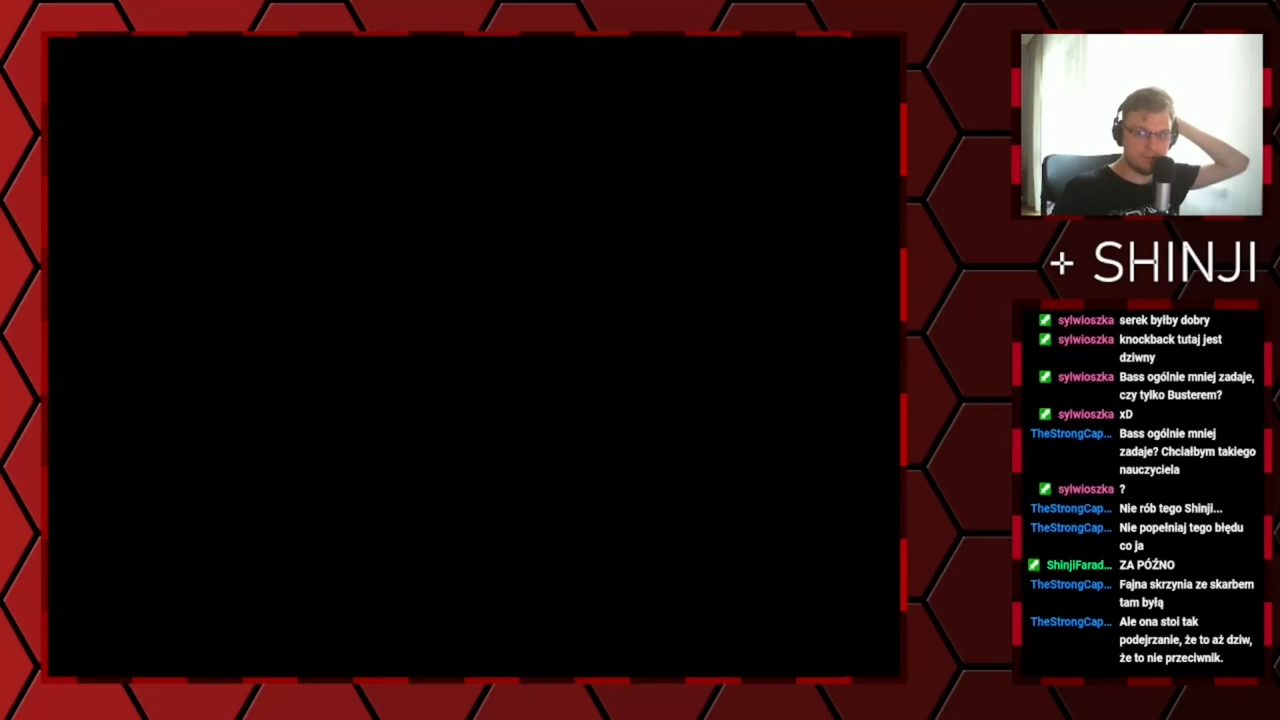 + SHINJI
sylwioszka serek byłby dobry
sylwioszka knockback tutaj jest
dziwny
sylwioszka Bass ogólnie mniej zadaje,
czy tylko Busterem?
sylwioszka xD
TheStrongCap... Bass ogólnie mniej
zadaje? Chciałbym takiego
nauczyciela
sylwioszka ?
TheStrongCap... Nie rób tego Shinji...
TheStrongCap... Nie popełniaj tego błędu
co ja
ShinjiFarad... ZA PÓŹNO
TheStrongCap... Fajna skrzynia ze skarbem
tam byłą
TheStrongCap... Ale ona stoi tak
podejrzanie, że to aż dziw,
że to nie przeciwnik.